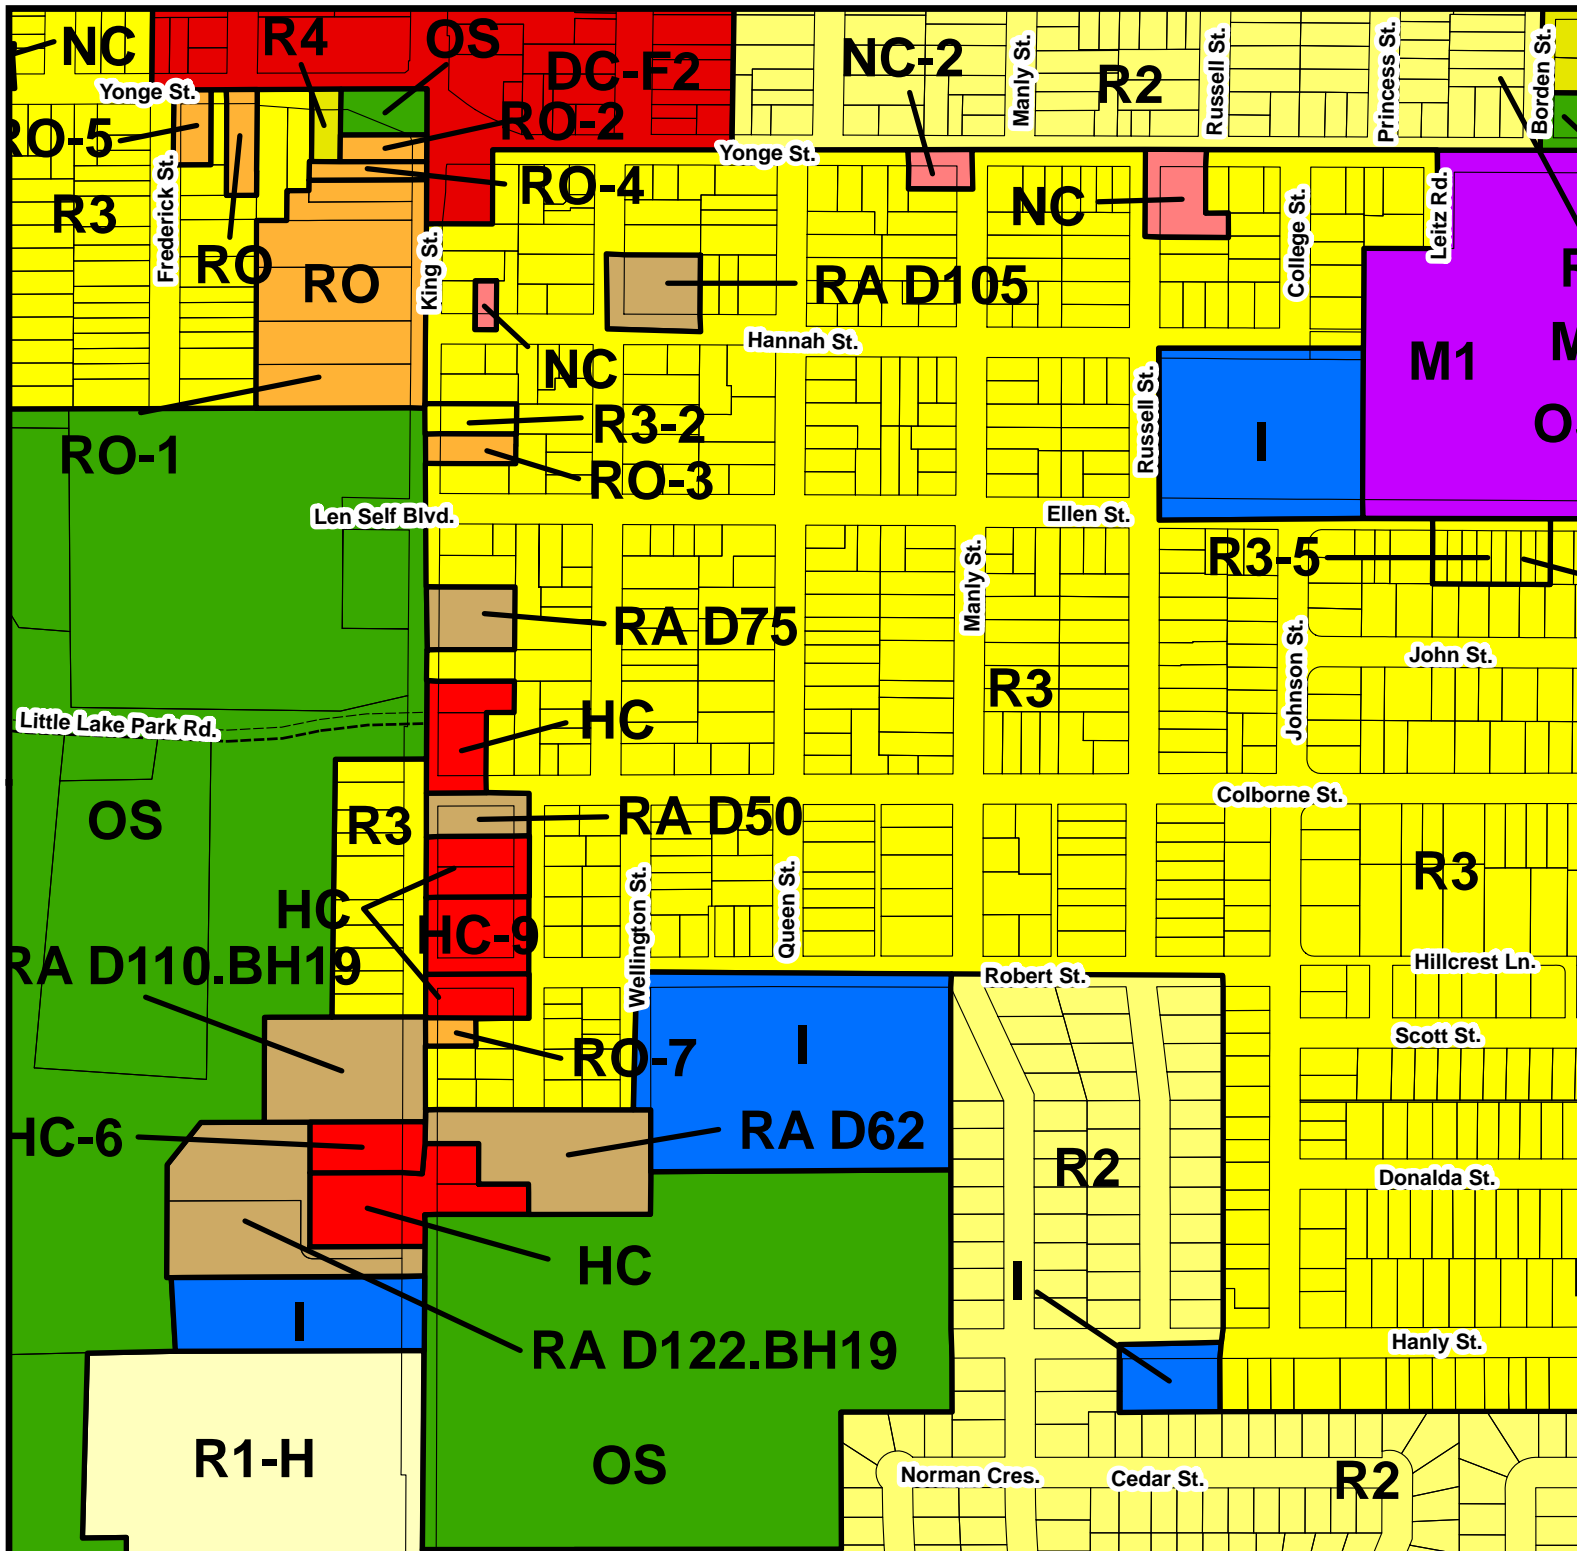 NC
R4
OS
DC-F2
NC-2
Manly St.
R2
Russell St.
Princess St.
Borden St.
Yonge St.
RO-5
RO-2
Yonge St.
Frederick St.
R3
RO-4
NC
College St.
Leitz Rd.
RO
RO
King St.
RA D105
Hannah St.
NC
M1
RO-1
R3-2
RO-3
Russell St.
I
Len Self Blvd.
Ellen St.
R3-5
Manly St.
RA D75
Johnson St.
John St.
R3
Little Lake Park Rd.
HC
Colborne St.
OS
R3
RA D50
R3
HC
HC-9
Wellington St.
Queen St.
RA D110.BH19
Robert St.
Hillcrest Ln.
Scott St.
RO-7
I
HC-6
RA D62
R2
Donalda St.
HC
I
I
RA D122.BH19
Hanly St.
R1-H
OS
Norman Cres.
Cedar St.
R2